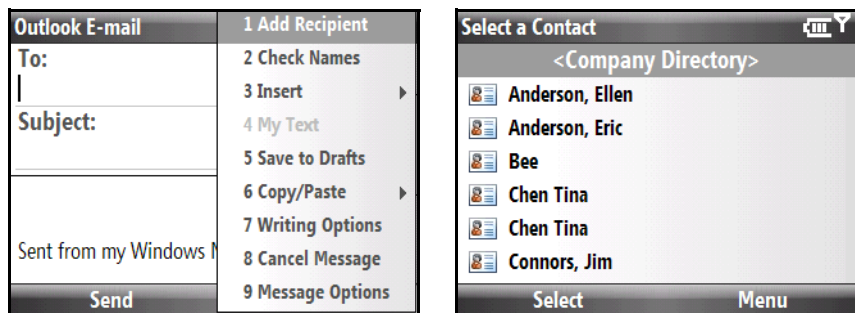 Outlook E-mail
To:
Subject:
Sent from my Windows
Send
1 Add Recipient
2 Check Names
3 Insert
4 My Text
5 Save to Drafts
6 Copy/Paste
7 Writing Options
8 Cancel Message
9 Message Options
Select a Contact
<Company Directory>
Anderson, Ellen
Anderson, Eric
Bee
Chen Tina
Chen Tina
Connors, Jim
Select Menu